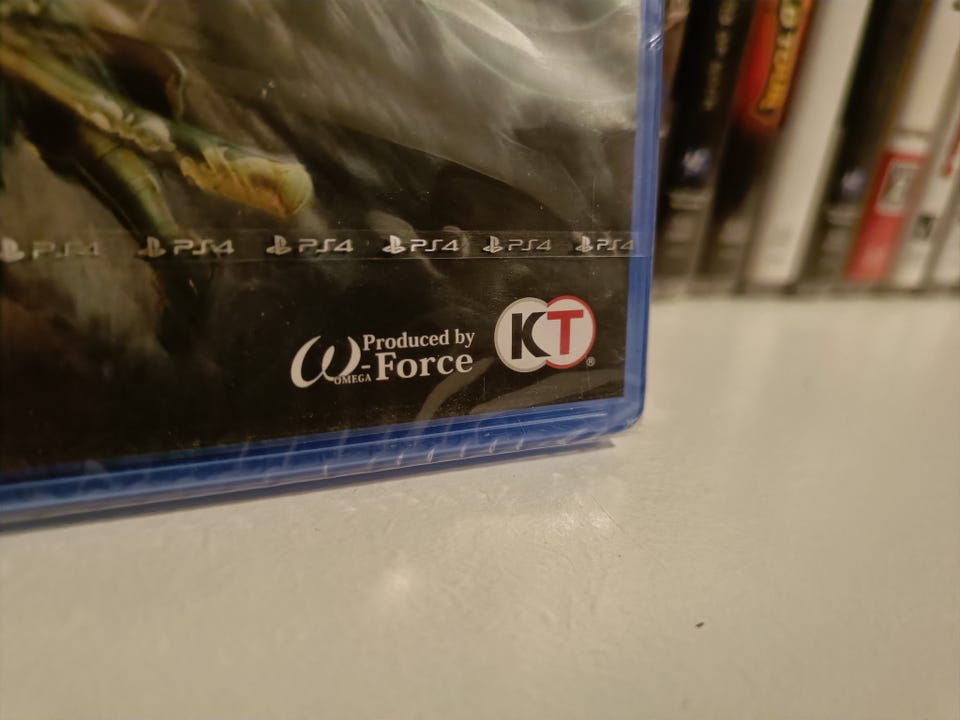 PS4 PS4 PS4 PS4 PS4 PS4
Produced by
ω-Force
OMEGA
KT®